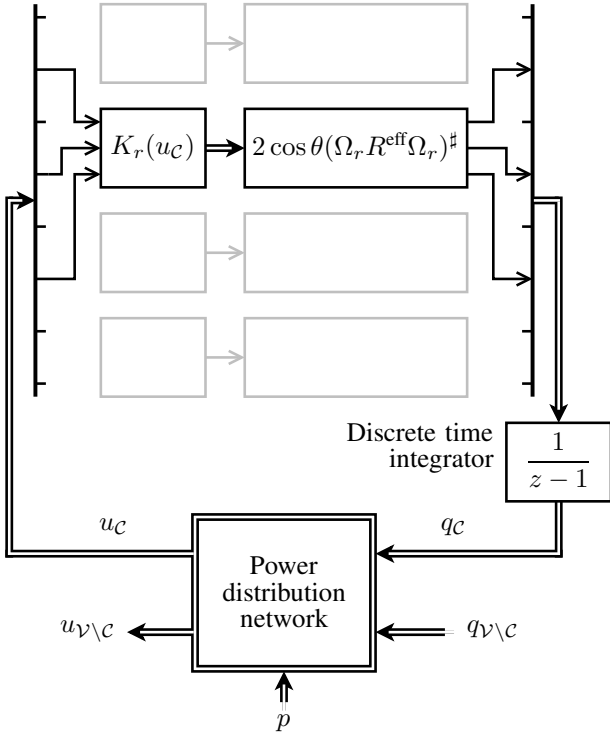 K_r(u_𝒞)
2 cos θ(Ω_r R^eff Ω_r)^♯
Discrete time
integrator
1
z − 1
u_𝒞
q_𝒞
Power
distribution
network
u_𝒱\𝒞
q_𝒱\𝒞
p